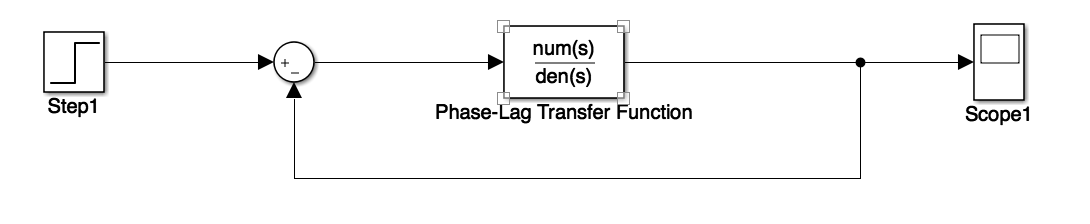 +
−
num(s)
den(s)
Step1
Phase-Lag Transfer Function
Scope1